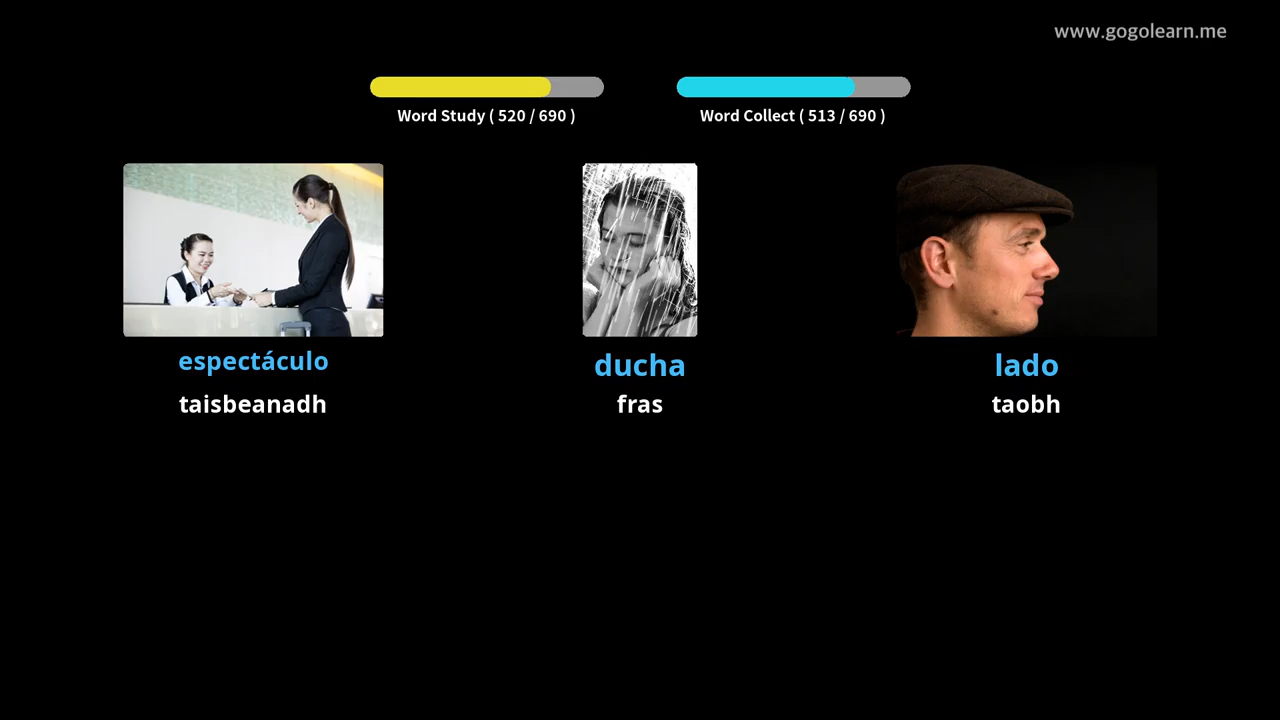 www.gogolearn.me
Word Study ( 520 / 690 )
Word Collect ( 513 / 690 )
espectáculo
ducha
lado
taisbeanadh
fras
taobh